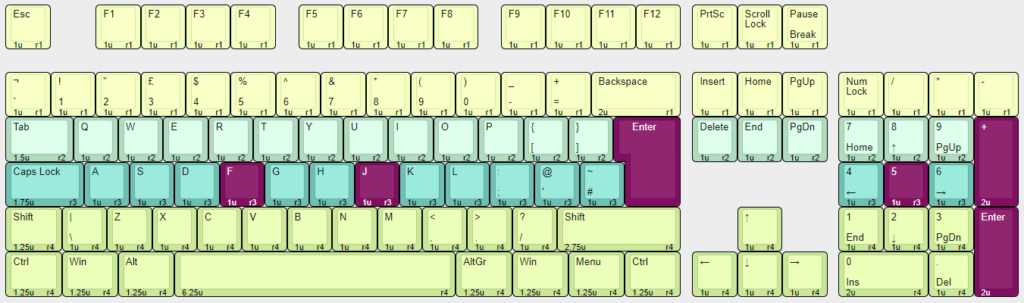 Esc F1 F2 F3 F4 F5 F6 F7 F8 F9 F10 F11 F12 PrtSc Scroll Pause
Lock
Break
1u r1 1u r1 1u r1 1u r1 1u r1 1u r1 1u r1 1u r1 1u r1 1u r1 1u r1 1u r1 1u r1 1u r1 1u r1 1u r1
¬ ! " £ $ % ^ & * ( ) _ + Backspace Insert Home PgUp Num / * -
Lock
` 1 2 3 4 5 6 7 8 9 0 - =
1u r1 1u r1 1u r1 1u r1 1u r1 1u r1 1u r1 1u r1 1u r1 1u r1 1u r1 1u r1 1u r1 2u r1 1u r1 1u r1 1u r1 1u r1 1u r1 1u r1 1u r1
Tab Q W E R T Y U I O P { } Enter Delete End PgDn 7 8 9 +
[ ] Home ↑ PgUp
1.5u r2 1u r2 1u r2 1u r2 1u r2 1u r2 1u r2 1u r2 1u r2 1u r2 1u r2 1u r2 1u r2 1u r2 1u r2 1u r2 1u r2 1u r2 1u r2
Caps Lock A S D F G H J K L : @ ~ 4 5 6
; ' # ← →
1.75u r3 1u r3 1u r3 1u r3 1u r3 1u r3 1u r3 1u r3 1u r3 1u r3 1u r3 1u r3 1u r3 1u r3 1u r3 1u r3 2u
Shift | Z X C V B N M < > ? Shift ↑ 1 2 3 Enter
\ , . / End ↓ PgDn
1.25u r4 1u r4 1u r4 1u r4 1u r4 1u r4 1u r4 1u r4 1u r4 1u r4 1u r4 1u r4 2.75u r4 1u r4 1u r4 1u r4 1u r4
Ctrl Win Alt AltGr Win Menu Ctrl ← ↓ → 0 .
Ins Del
1.25u r4 1.25u r4 1.25u r4 6.25u r4 1.25u r4 1.25u r4 1.25u r4 1.25u r4 1u r4 1u r4 1u r4 2u r4 1u r4 2u